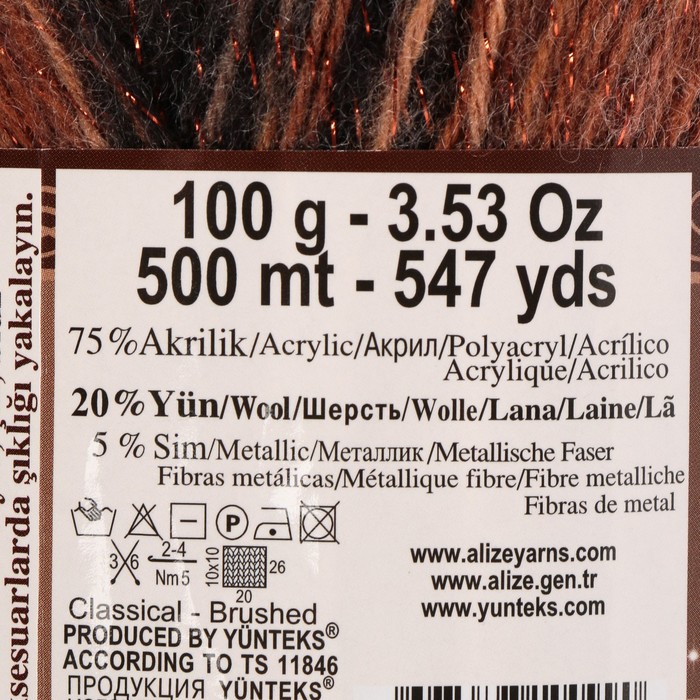 100 g - 3.53 Oz
500 mt - 547 yds
75 % Akrilik/Acrylic/Акрил/Polyacryl/Acrílico
Acrylique/Acrilico
20 % Yün/Wool/Шерсть/Wolle/Lana/Laine/Lã
5 % Sim/Metallic/Металлик/Metallische Faser
Fibras metálicas/Métallique fibre/Fibre metalliche
Fibras de metal
P
3 6
2-4
Nm 5
10x10
26
20
www.alizeyarns.com
www.alize.gen.tr
www.yunteks.com
Classical - Brushed
PRODUCED BY YÜNTEKS®
ACCORDING TO TS 11846
ПРОДУКЦИЯ YÜNTEKS®
sesuarlarda şıklığı yakalayın.